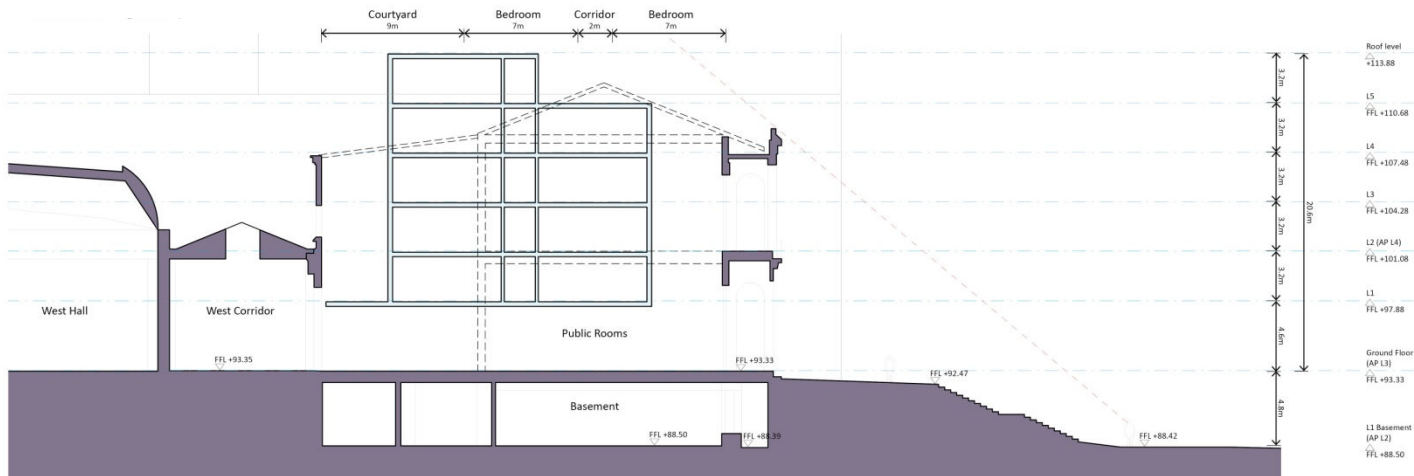 Courtyard
9m
Bedroom
7m
Corridor
2m
Bedroom
7m
Roof level
+113.88
3.2m
L5
FFL +110.68
3.2m
L4
FFL +107.48
3.2m
L3
FFL +104.28
20.6m
3.2m
L2 (AP L4)
FFL +101.08
3.2m
L1
FFL +97.88
West Hall
West Corridor
Public Rooms
4.6m
FFL +93.35
FFL +93.33
Ground Floor
(AP L3)
FFL +93.33
FFL +92.47
4.8m
Basement
FFL +88.50
FFL +88.39
FFL +88.42
L1 Basement
(AP L2)
FFL +88.50